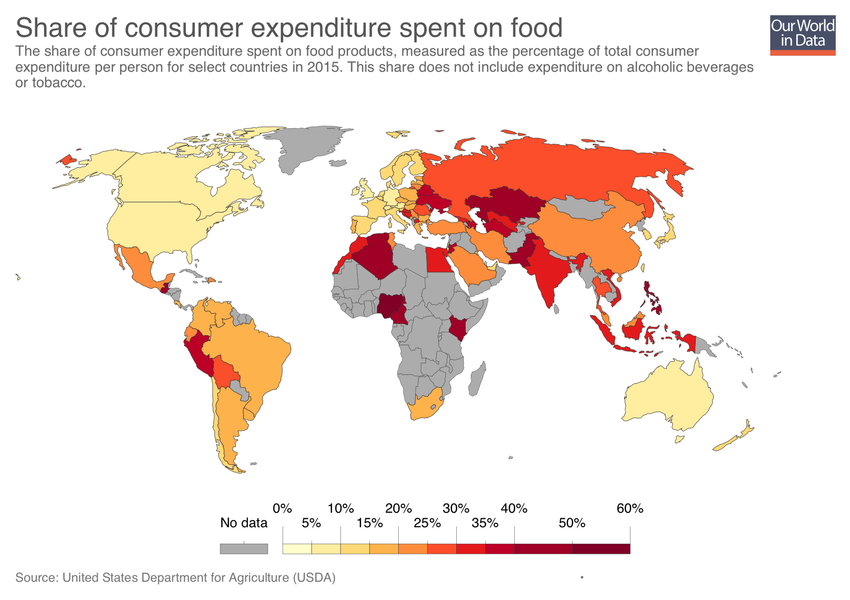 Share of consumer expenditure spent on food
Our World
in Data
The share of consumer expenditure spent on food products, measured as the percentage of total consumer
expenditure per person for select countries in 2015. This share does not include expenditure on alcoholic beverages
or tobacco.
0% 10% 20% 30% 40% 60%
No data 5% 15% 25% 35% 50%
Source: United States Department for Agriculture (USDA)